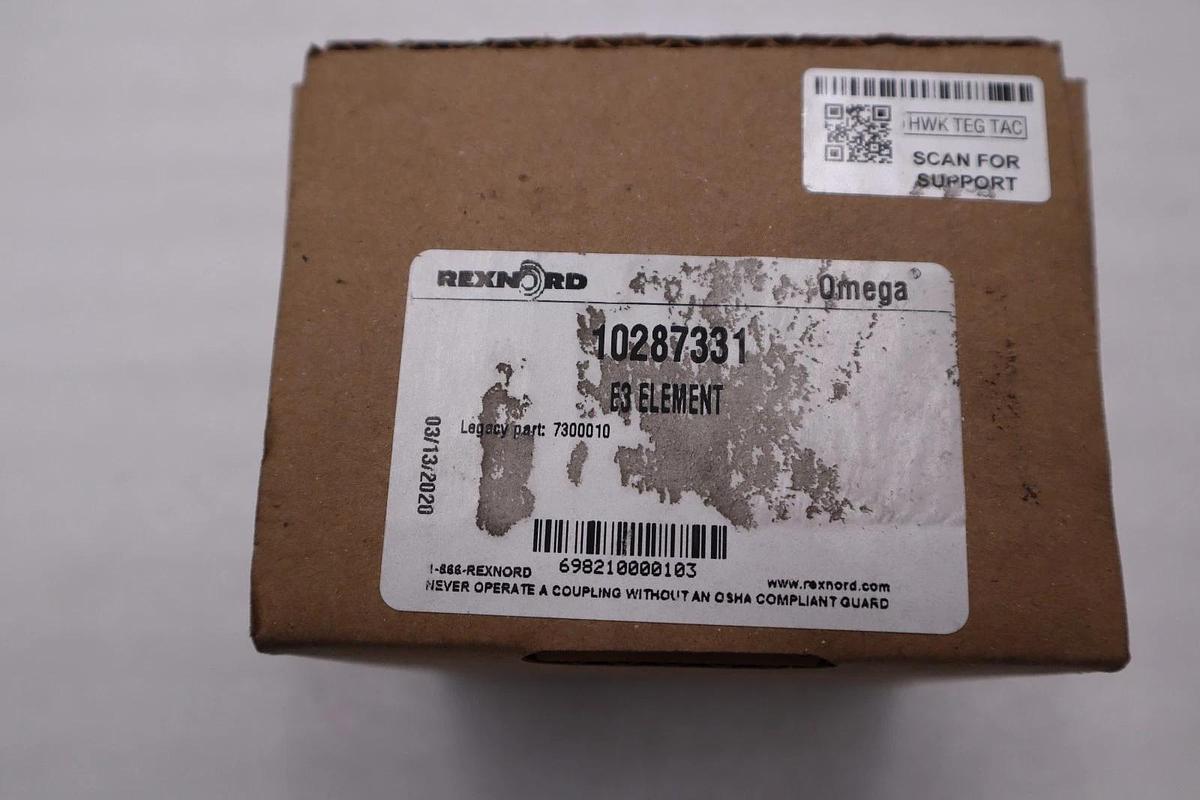 HWK TEG TAC
SCAN FOR
SUPPORT
REXNORD
Omega®
10287331
E3 ELEMENT
Legacy part: 7300010
03/13/2020
698210000103
1-866-REXNORD
www.rexnord.com
NEVER OPERATE A COUPLING WITHOUT AN OSHA COMPLIANT GUARD